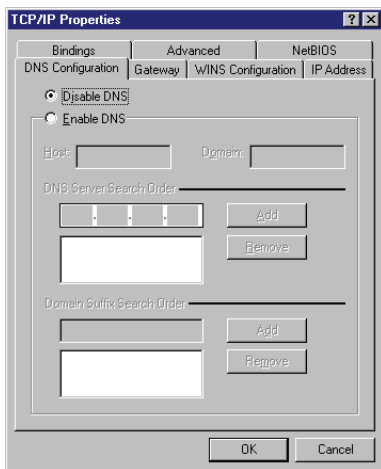 TCP/IP Properties
Bindings Advanced NetBIOS
DNS Configuration Gateway WINS Configuration IP Address
Disable DNS
Enable DNS
Host: Domain:
DNS Server Search Order
. . .
Add
Remove
Domain Suffix Search Order
Add
Remove
OK Cancel